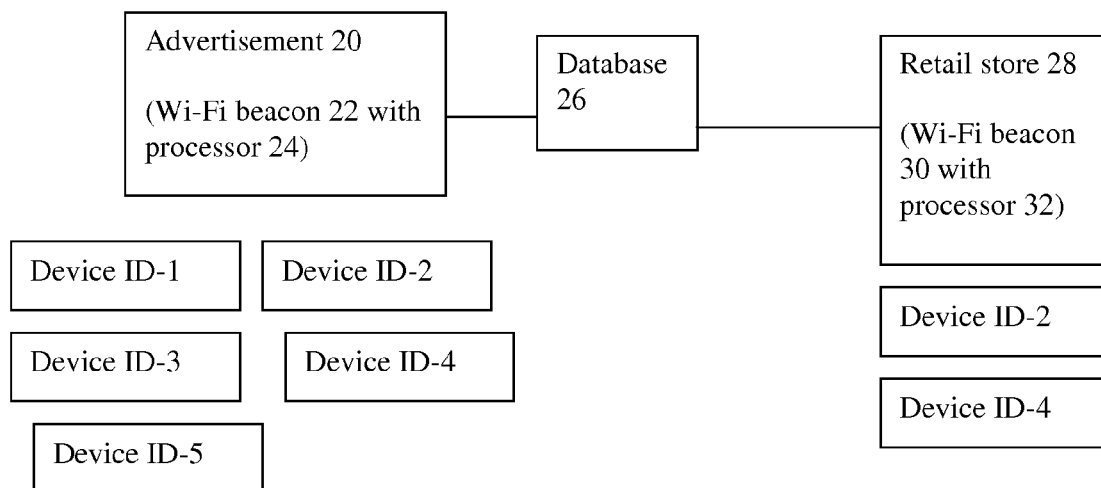 Advertisement 20
(Wi-Fi beacon 22 with
processor 24)
Database
26
Retail store 28
(Wi-Fi beacon
30 with
processor 32)
Device ID-1
Device ID-2
Device ID-3
Device ID-4
Device ID-5
Device ID-2
Device ID-4